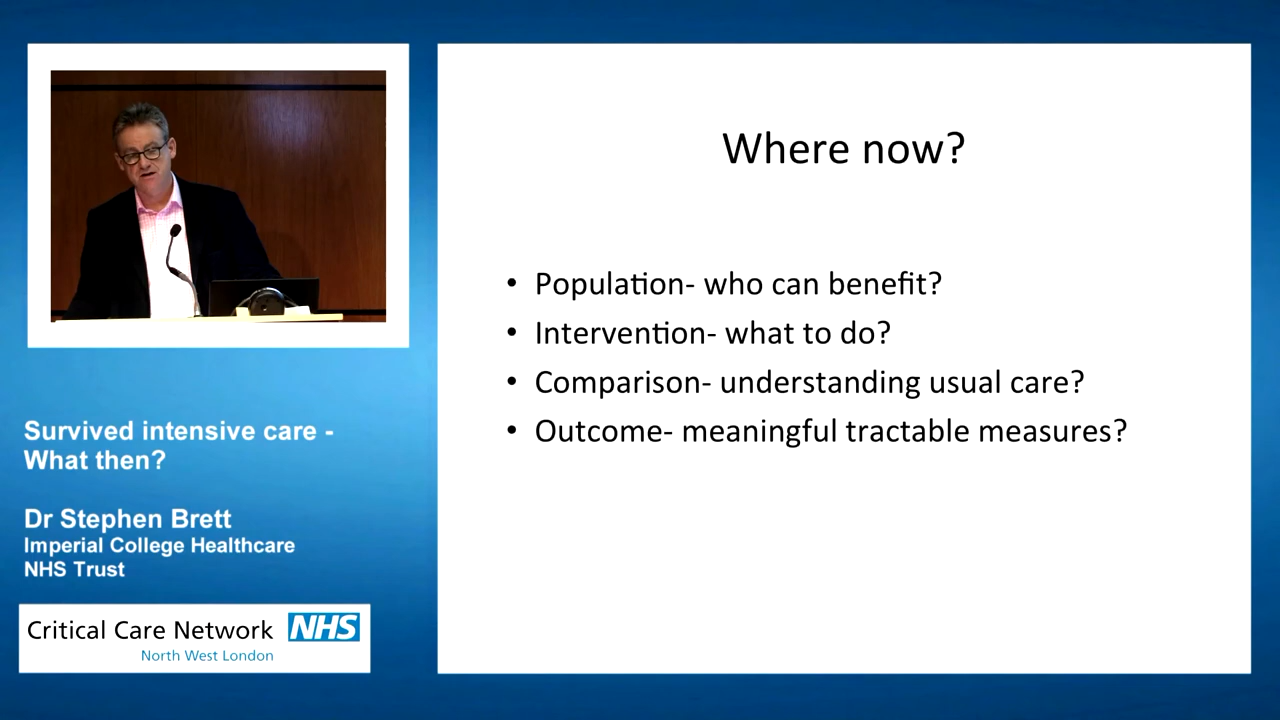 Where now?
• Population- who can benefit?
• Intervention- what to do?
• Comparison- understanding usual care?
• Outcome- meaningful tractable measures?
Survived intensive care -
What then?
Dr Stephen Brett
Imperial College Healthcare
NHS Trust
Critical Care Network NHS
North West London